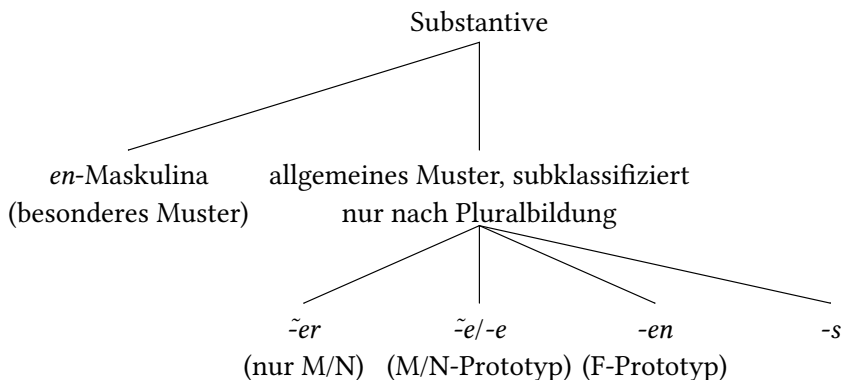 Substantive
en-Maskulina
(besonderes Muster)
allgemeines Muster, subklassifiziert
nur nach Pluralbildung
-̃er
(nur M/N)
-̃e/-e
(M/N-Prototyp)
-en
(F-Prototyp)
-s